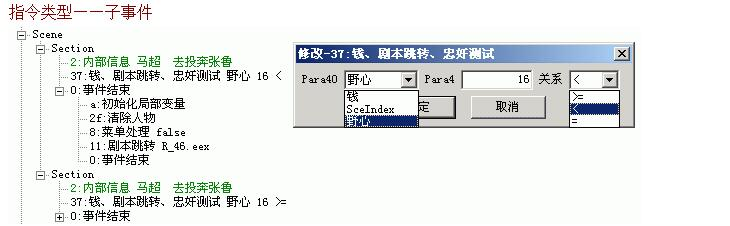 指令类型——子事件
Scene
Section
2:内部信息 马超 去投奔张鲁
37:钱、剧本跳转、忠奸测试 野心 16 <
0:事件结束
a:初始化局部变量
2f:清除人物
8:菜单处理 false
11:剧本跳转 R_46.eex
0:事件结束
Section
2:内部信息 马超 去投奔张鲁
37:钱、剧本跳转、忠奸测试 野心 16 >=
0:事件结束
修改-37:钱、剧本跳转、忠奸测试
Para40 野心 Para4 16 关系 <
钱
SceIndex
野心
定 取消
>=
<
=